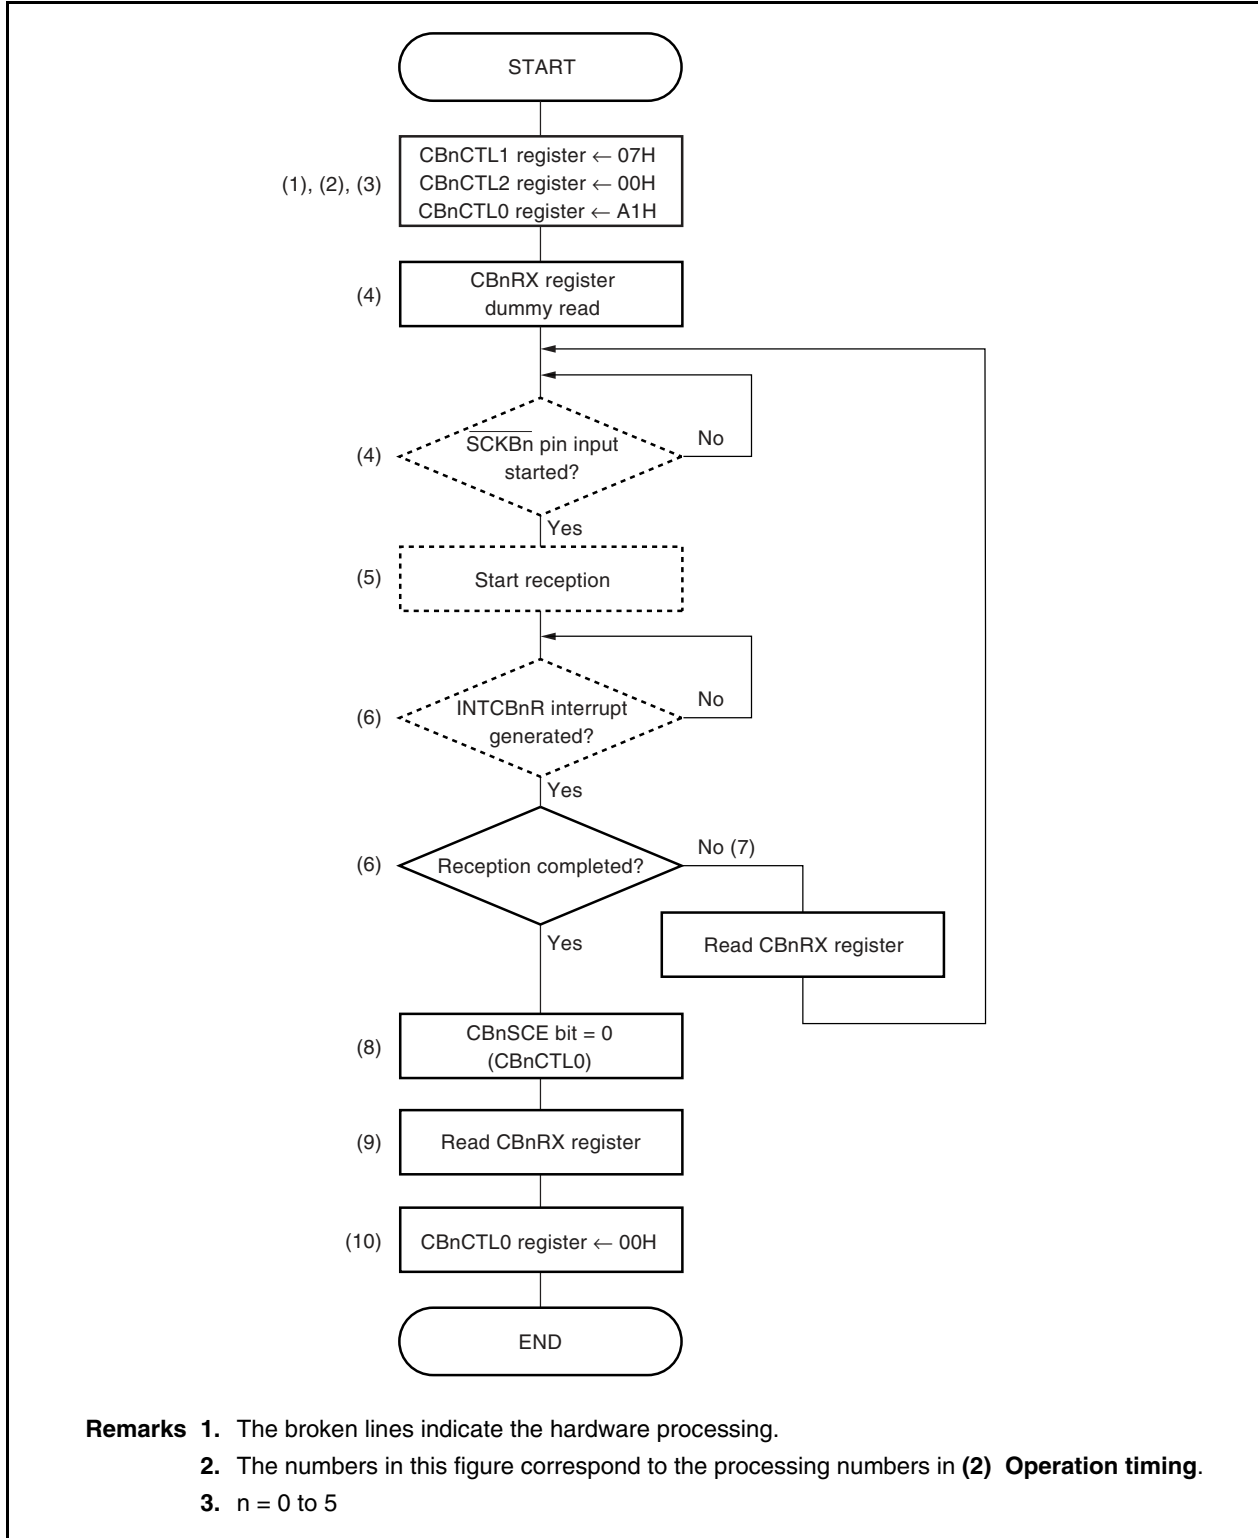 START
(1), (2), (3)
CBnCTL1 register ← 07H
CBnCTL2 register ← 00H
CBnCTL0 register ← A1H
(4)
CBnRX register
dummy read
(4)
SCKBn pin input
started?
No
Yes
(5)
Start reception
(6)
INTCBnR interrupt
generated?
No
Yes
(6)
Reception completed?
No (7)
Read CBnRX register
Yes
(8)
CBnSCE bit = 0
(CBnCTL0)
(9)
Read CBnRX register
(10)
CBnCTL0 register ← 00H
END
Remarks 1. The broken lines indicate the hardware processing.
2. The numbers in this figure correspond to the processing numbers in (2) Operation timing.
3. n = 0 to 5